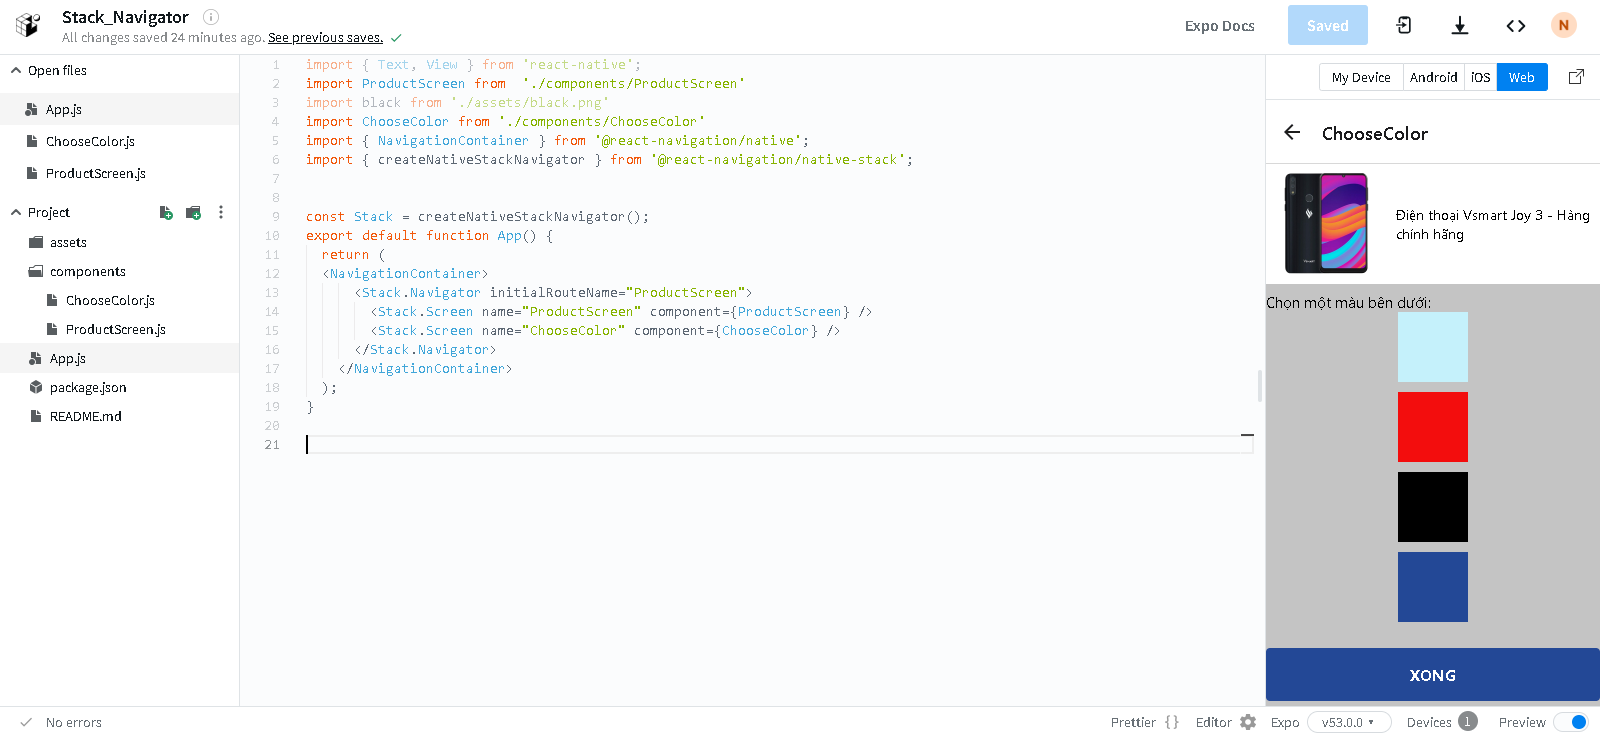 Stack_Navigator
All changes saved 24 minutes ago. See previous saves.
Expo Docs
Saved
N
Open files
App.js
ChooseColor.js
ProductScreen.js
Project
assets
components
ChooseColor.js
ProductScreen.js
App.js
package.json
README.md
1 import { Text, View } from 'react-native';
2 import ProductScreen from  './components/ProductScreen'
3 import black from './assets/black.png'
4 import ChooseColor from './components/ChooseColor'
5 import { NavigationContainer } from '@react-navigation/native';
6 import { createNativeStackNavigator } from '@react-navigation/native-stack';
7
8
9 const Stack = createNativeStackNavigator();
10 export default function App() {
11   return (
12   <NavigationContainer>
13       <Stack.Navigator initialRouteName="ProductScreen">
14         <Stack.Screen name="ProductScreen" component={ProductScreen} />
15         <Stack.Screen name="ChooseColor" component={ChooseColor} />
16       </Stack.Navigator>
17     </NavigationContainer>
18   );
19 }
20
21
My Device Android iOS Web
ChooseColor
Điện thoại Vsmart Joy 3 - Hàng
chính hãng
Chọn một màu bên dưới:
XONG
No errors
Prettier {} Editor Expo v53.0.0 Devices 1 Preview